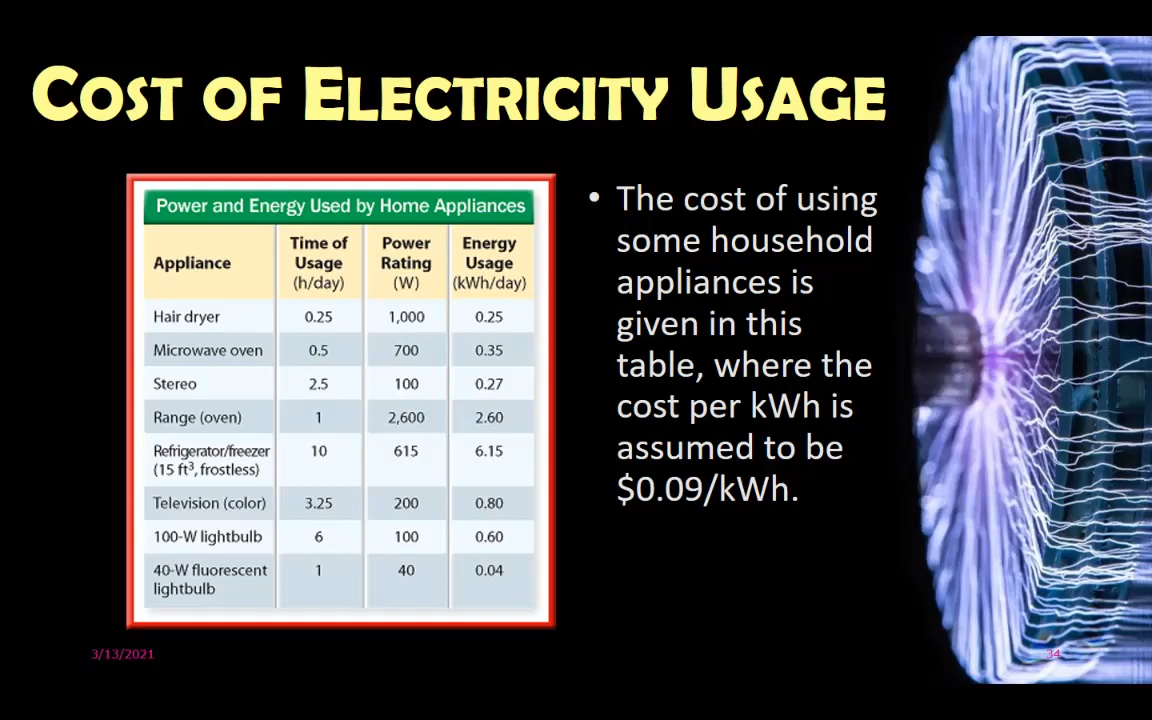 COST OF ELECTRICITY USAGE
Power and Energy Used by Home Appliances
Appliance Time of Usage (h/day) Power Rating (W) Energy Usage (kWh/day)
Hair dryer 0.25 1,000 0.25
Microwave oven 0.5 700 0.35
Stereo 2.5 100 0.27
Range (oven) 1 2,600 2.60
Refrigerator/freezer (15 ft³, frostless) 10 615 6.15
Television (color) 3.25 200 0.80
100-W lightbulb 6 100 0.60
40-W fluorescent lightbulb 1 40 0.04
• The cost of using
some household
appliances is
given in this
table, where the
cost per kWh is
assumed to be
$0.09/kWh.
3/13/2021
34